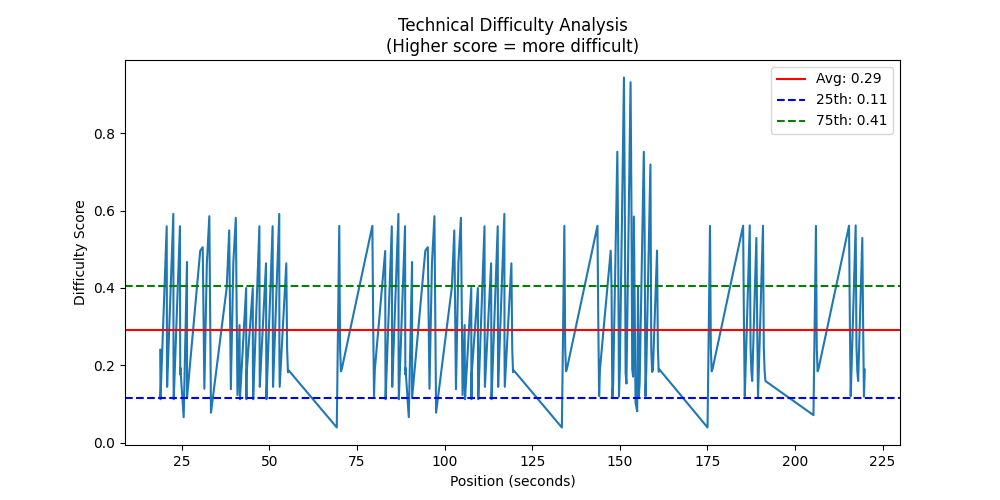 Technical Difficulty Analysis
(Higher score = more difficult)
Avg: 0.29
25th: 0.11
75th: 0.41
Difficulty Score
0.8
0.6
0.4
0.2
0.0
25 50 75 100 125 150 175 200 225
Position (seconds)